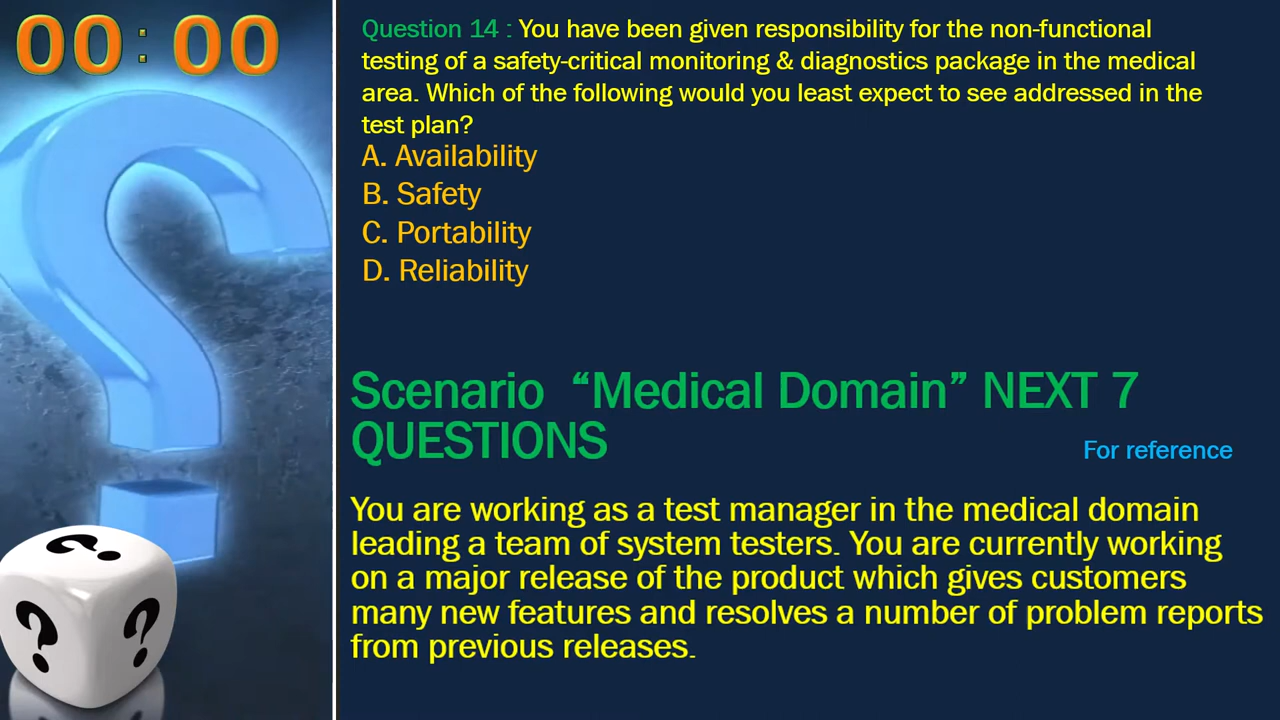 00:00
Question 14 : You have been given responsibility for the non-functional
testing of a safety-critical monitoring & diagnostics package in the medical
area. Which of the following would you least expect to see addressed in the
test plan?
A. Availability
B. Safety
C. Portability
D. Reliability
Scenario “Medical Domain” NEXT 7
QUESTIONS
For reference
You are working as a test manager in the medical domain
leading a team of system testers. You are currently working
on a major release of the product which gives customers
many new features and resolves a number of problem reports
from previous releases.
? ? ?